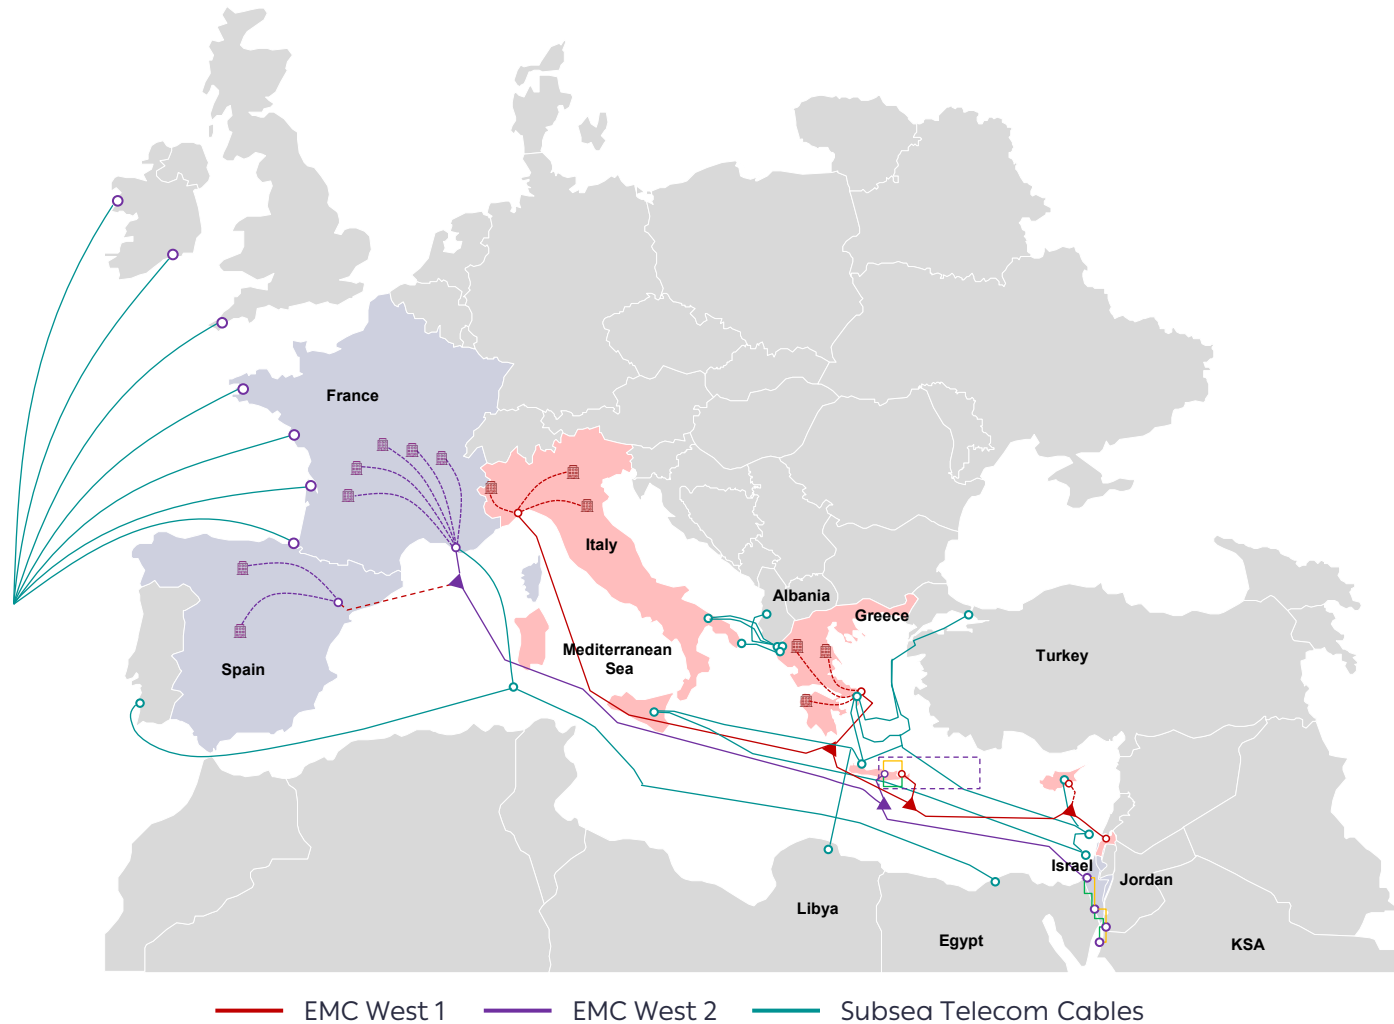 France
Italy
Albania
Greece
Mediterranean
Sea
Turkey
Spain
Israel
Jordan
Libya
Egypt
KSA
EMC West 1
EMC West 2
Subsea Telecom Cables